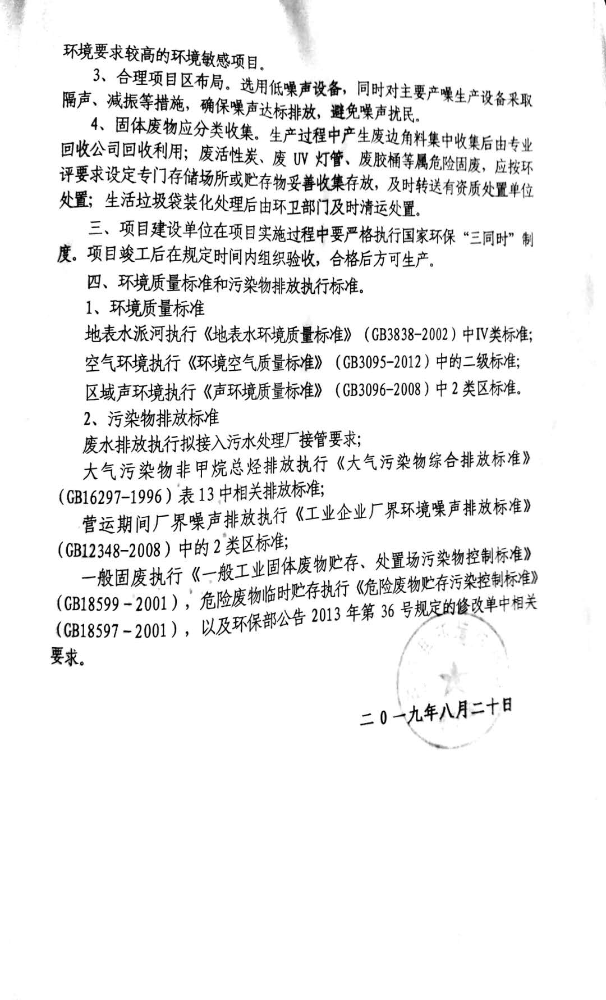 环境要求较高的环境敏感项目。
3、合理项目区布局。选用低噪声设备，同时对主要产噪生产设备采取
隔声、减振等措施，确保噪声达标排放，避免噪声扰民。
4、固体废物应分类收集。生产过程中产生废边角料集中收集后由专业
回收公司回收利用；废活性炭、废 UV 灯管、废胶桶等属危险固废，应按环
评要求设定专门存储场所或贮存物妥善收集存放，及时转送有资质处置单位
处置；生活垃圾袋装化处理后由环卫部门及时清运处置。
三、项目建设单位在项目实施过程中要严格执行国家环保“三同时”制
度。项目竣工后在规定时间内组织验收，合格后方可生产。
四、环境质量标准和污染物排放执行标准。
1、环境质量标准
地表水派河执行《地表水环境质量标准》（GB3838-2002）中Ⅳ类标准；
空气环境执行《环境空气质量标准》（GB3095-2012）中的二级标准；
区域声环境执行《声环境质量标准》（GB3096-2008）中 2 类区标准。
2、污染物排放标准
废水排放执行拟接入污水处理厂接管要求；
大气污染物非甲烷总烃排放执行《大气污染物综合排放标准》
（GB16297-1996）表 13 中相关排放标准；
营运期间厂界噪声排放执行《工业企业厂界环境噪声排放标准》
（GB12348-2008）中的 2 类区标准；
一般固废执行《一般工业固体废物贮存、处置场污染物控制标准》
（GB18599－2001），危险废物临时贮存执行《危险废物贮存污染控制标准》
（GB18597－2001），以及环保部公告 2013 年第 36 号规定的修改单中相关
要求。
环境
二0一九年八月二十日